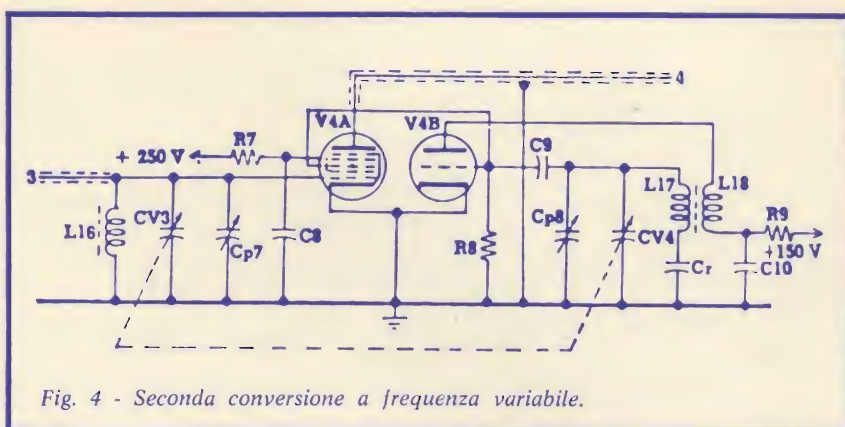 4
V4A
V4B
R7
+ 250 V
C9
3
L17
L18
L16
CV3
Cp7
C8
R8
Cp8
CV4
R9
+150 V
Cr
C10
Fig. 4 - Seconda conversione a frequenza variabile.